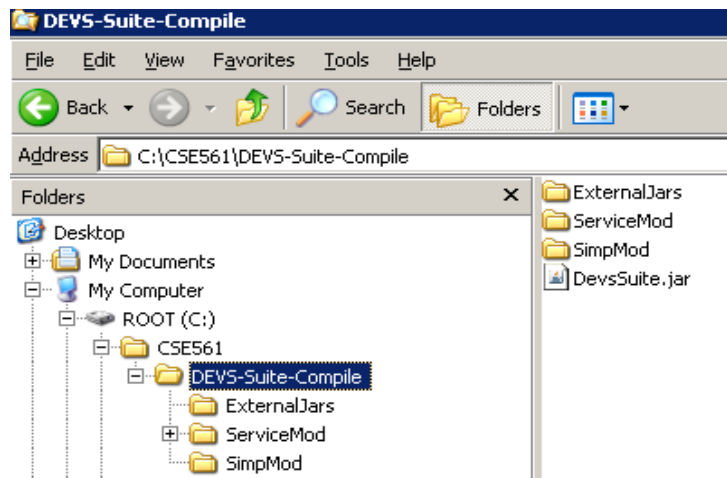 DEVS-Suite-Compile
File Edit View Favorites Tools Help
Back Search Folders
Address C:\CSE561\DEVS-Suite-Compile
Folders x
Desktop
My Documents
My Computer
ROOT (C:)
CSE561
DEVS-Suite-Compile
ExternalJars
ServiceMod
SimpMod
ExternalJars
ServiceMod
SimpMod
DevsSuite.jar